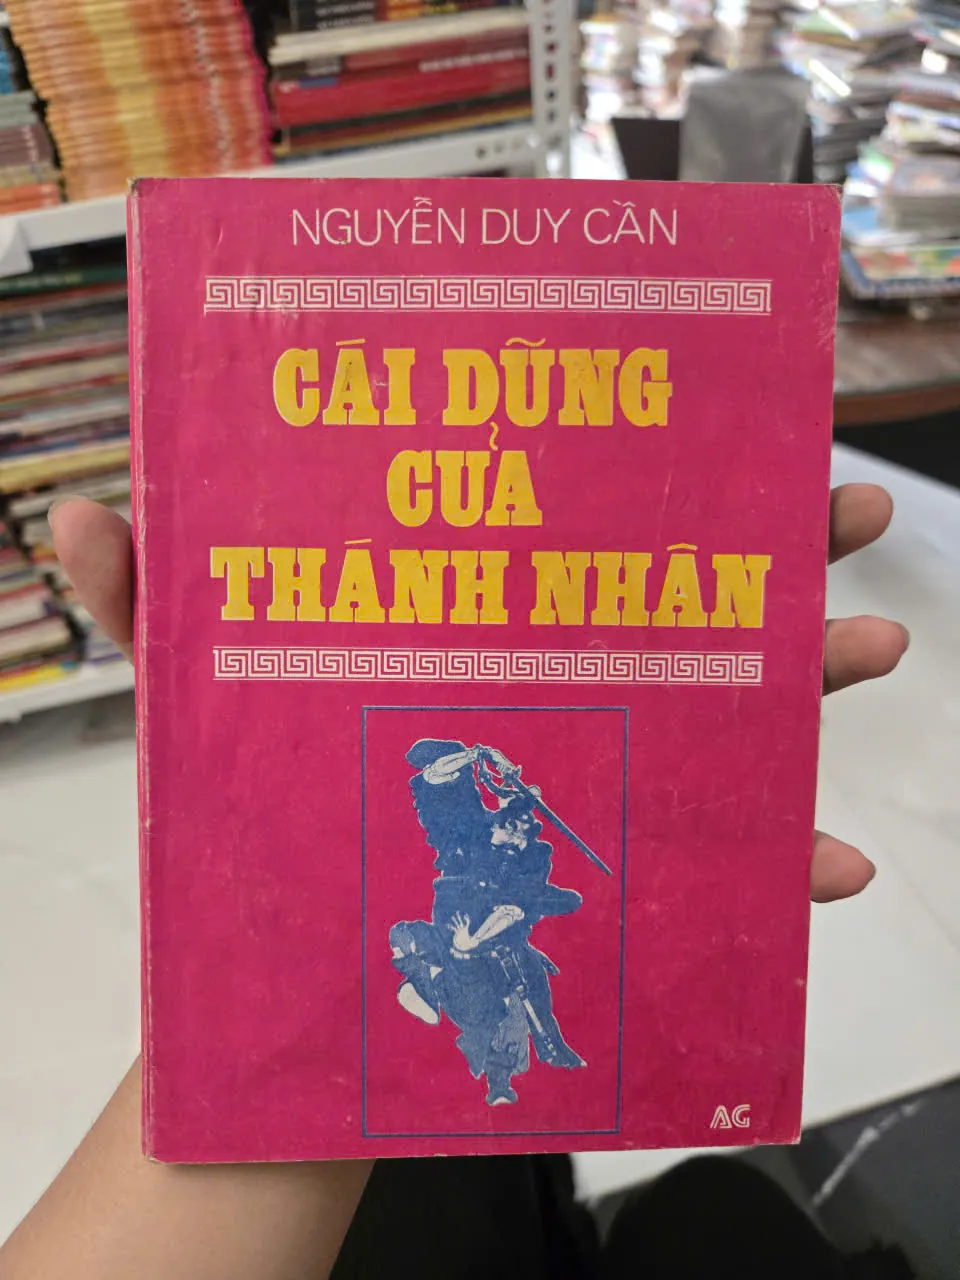 NGUYỄN DUY CẦN
CÁI DŨNG
CỦA
THÁNH NHÂN
AG